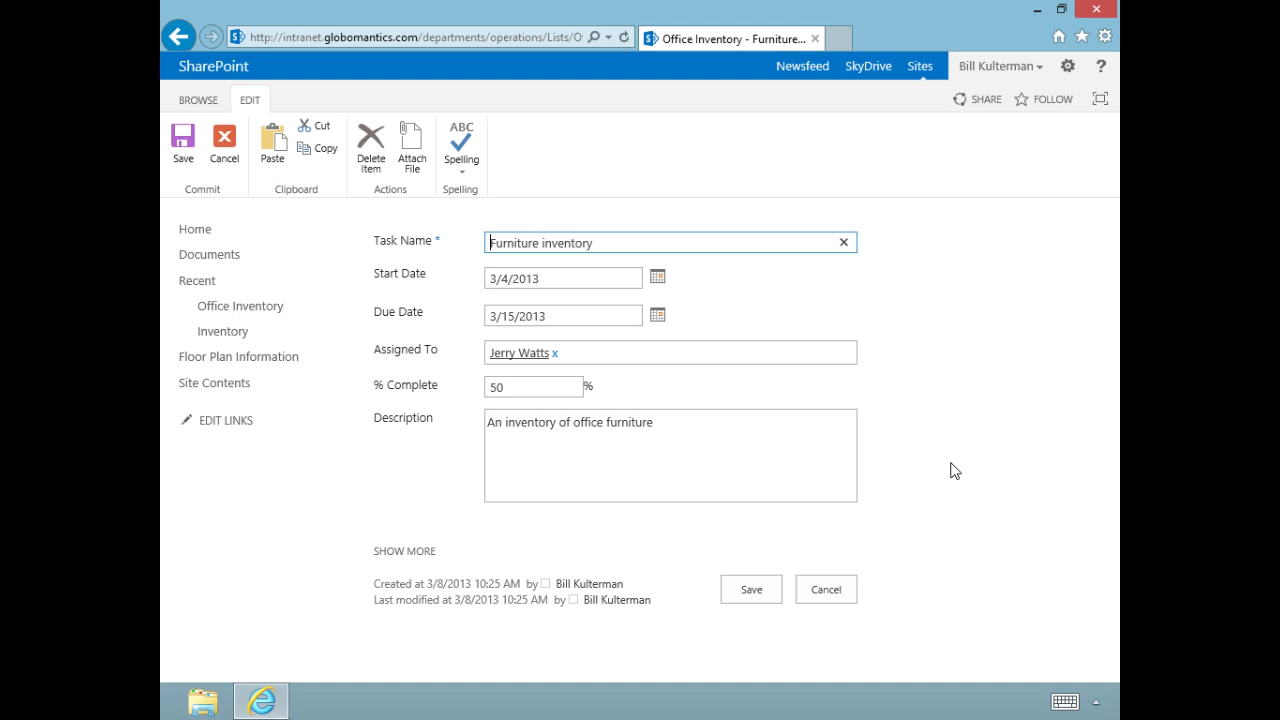 http://intranet.globomantics.com/departments/operations/Lists/O
Office Inventory - Furniture...
SharePoint
Newsfeed SkyDrive Sites Bill Kulterman ?
BROWSE EDIT SHARE FOLLOW
Save Cancel Paste Cut Copy Delete Item Attach File ABC Spelling
Commit Clipboard Actions Spelling
Home
Documents
Recent
Office Inventory
Inventory
Floor Plan Information
Site Contents
EDIT LINKS
Task Name * Furniture inventory
Start Date 3/4/2013
Due Date 3/15/2013
Assigned To Jerry Watts x
% Complete 50 %
Description An inventory of office furniture
SHOW MORE
Created at 3/8/2013 10:25 AM by Bill Kulterman
Last modified at 3/8/2013 10:25 AM by Bill Kulterman
Save Cancel